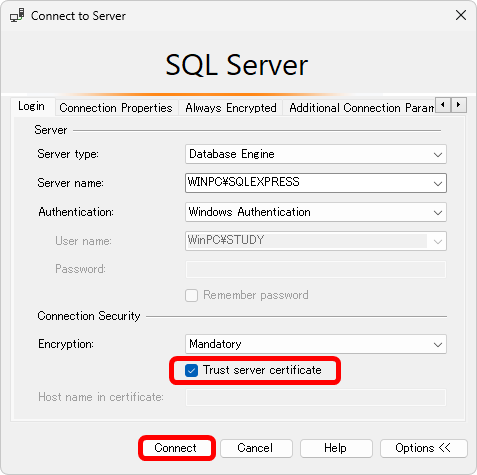 Connect to Server
SQL Server
Login Connection Properties Always Encrypted Additional Connection Param
Server
Server type: Database Engine
Server name: WINPC¥SQLEXPRESS
Authentication: Windows Authentication
User name: WinPC¥STUDY
Password:
Remember password
Connection Security
Encryption: Mandatory
Trust server certificate
Host name in certificate:
Connect Cancel Help Options <<